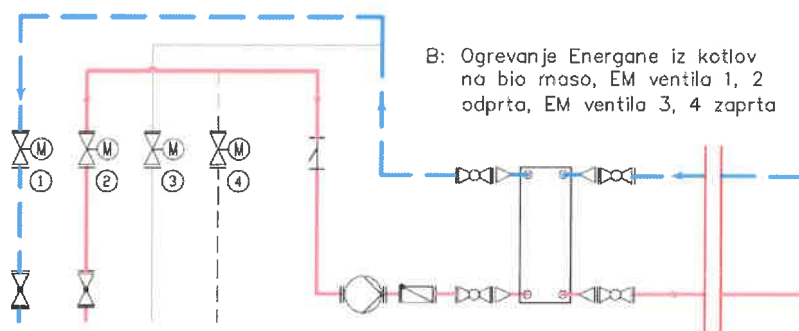 B: Ogrevanje Energane iz kotlov
na bio maso, EM ventila 1, 2
odprta, EM ventila 3, 4 zaprta
M M M M
1 2 3 4